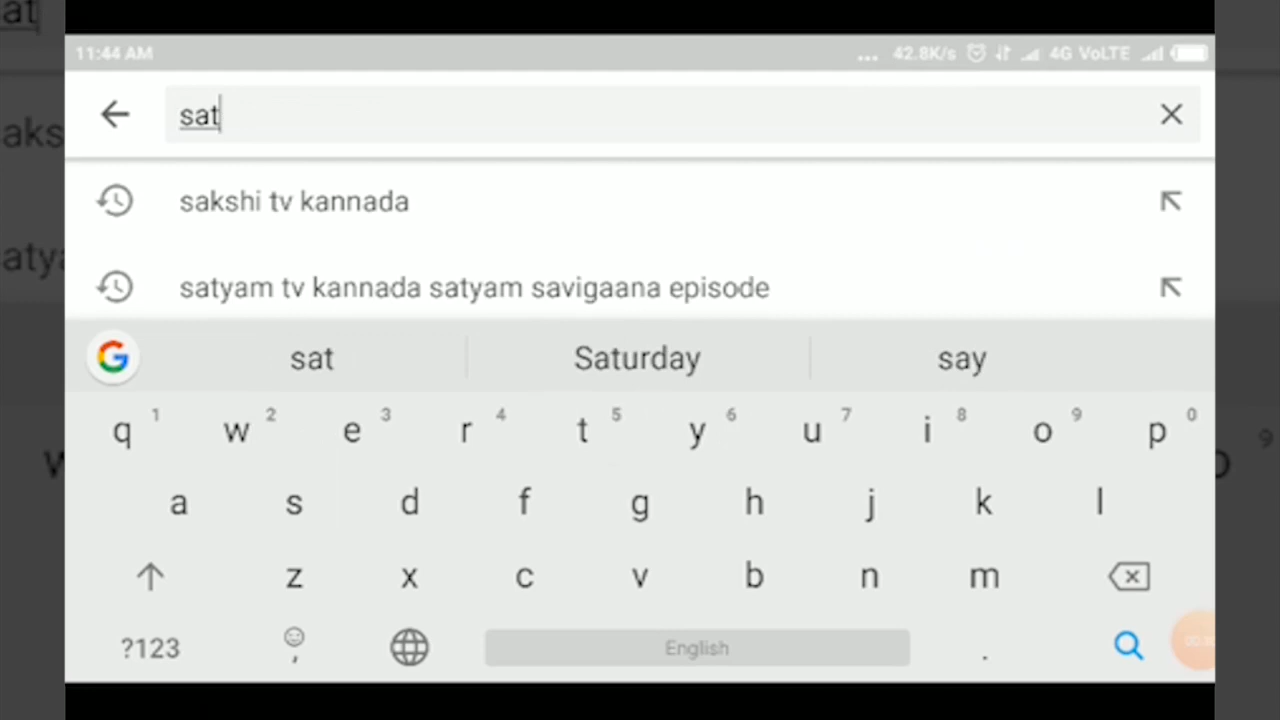 11:44 AM ... 42.8K/s 4G VoLTE
sat
sakshi tv kannada
satyam tv kannada satyam savigaana episode
G sat Saturday say
q 1 w 2 e 3 r 4 t 5 y 6 u 7 i 8 o 9 p 0
a s d f g h j k l
z x c v b n m
?123 , English .